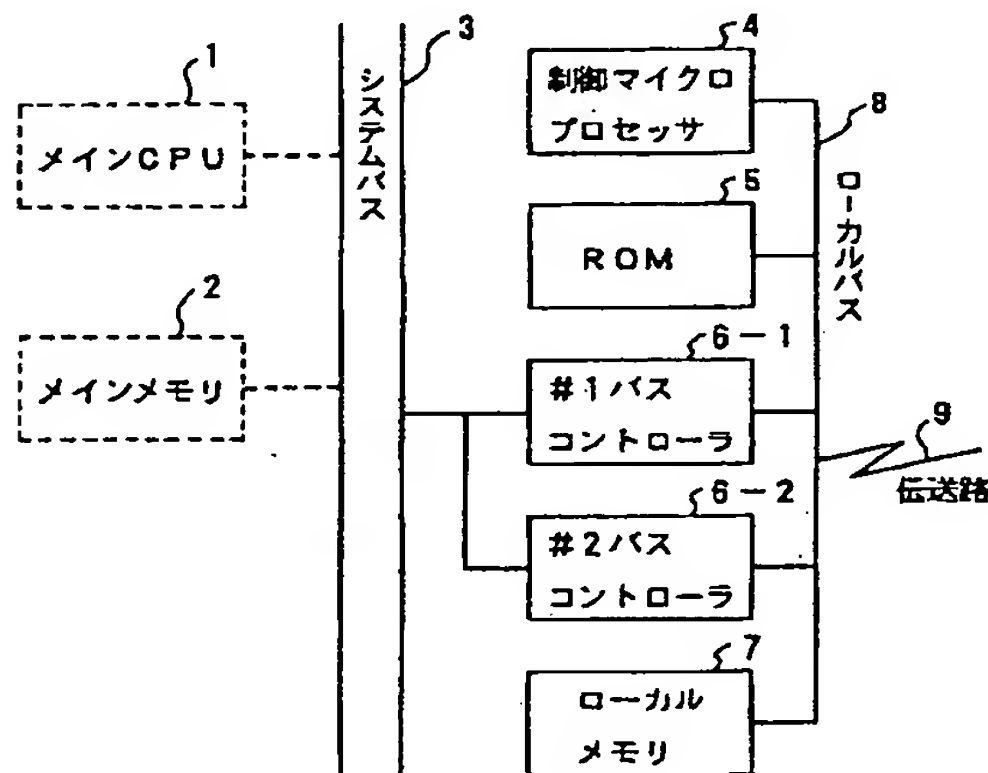 1
メインCPU
2
メインメモリ
システムバス
3
4
制御マイクロ
プロセッサ
5
ROM
6-1
#1バス
コントローラ
6-2
#2バス
コントローラ
7
ローカル
メモリ
8
ローカルバス
9
伝送路